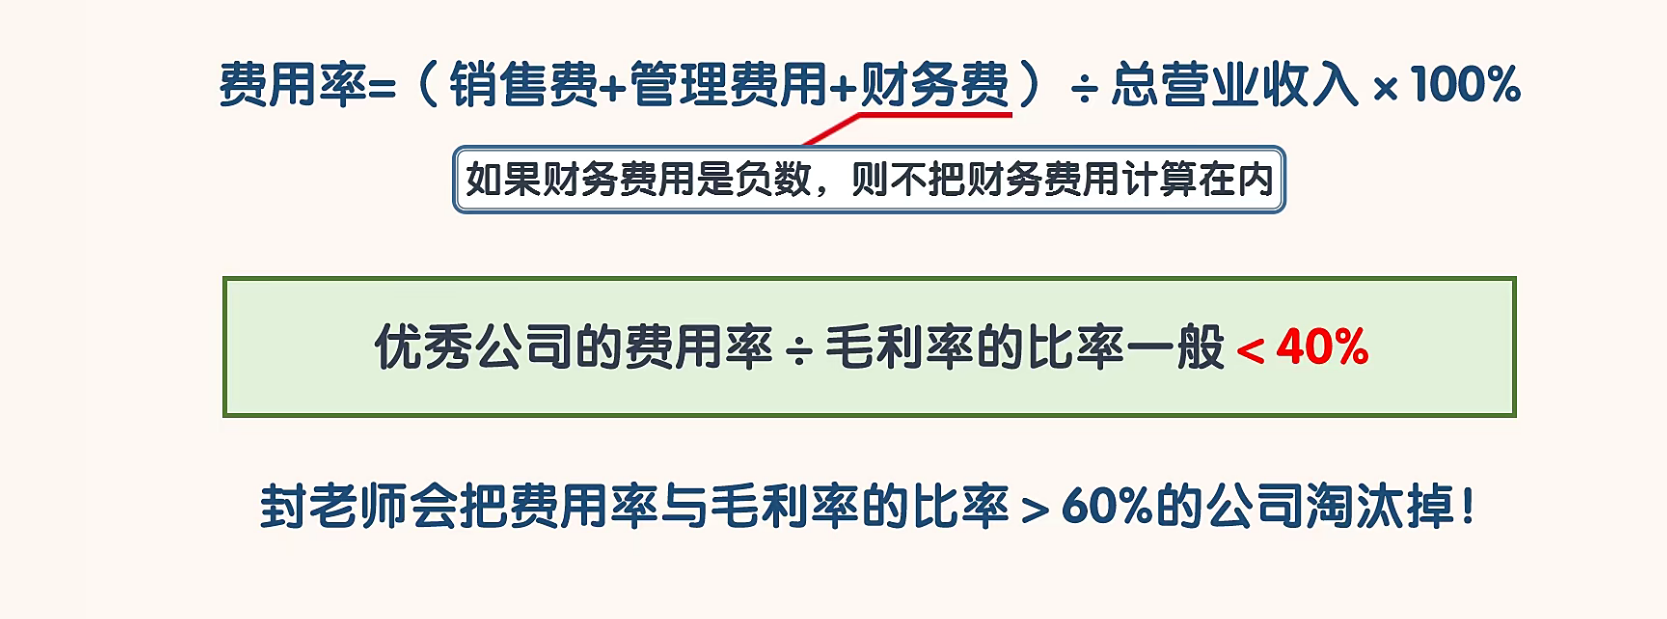 费用率=（销售费+管理费用+财务费）÷总营业收入×100%
如果财务费用是负数，则不把财务费用计算在内
优秀公司的费用率÷毛利率的比率一般<40%
封老师会把费用率与毛利率的比率>60%的公司淘汰掉！